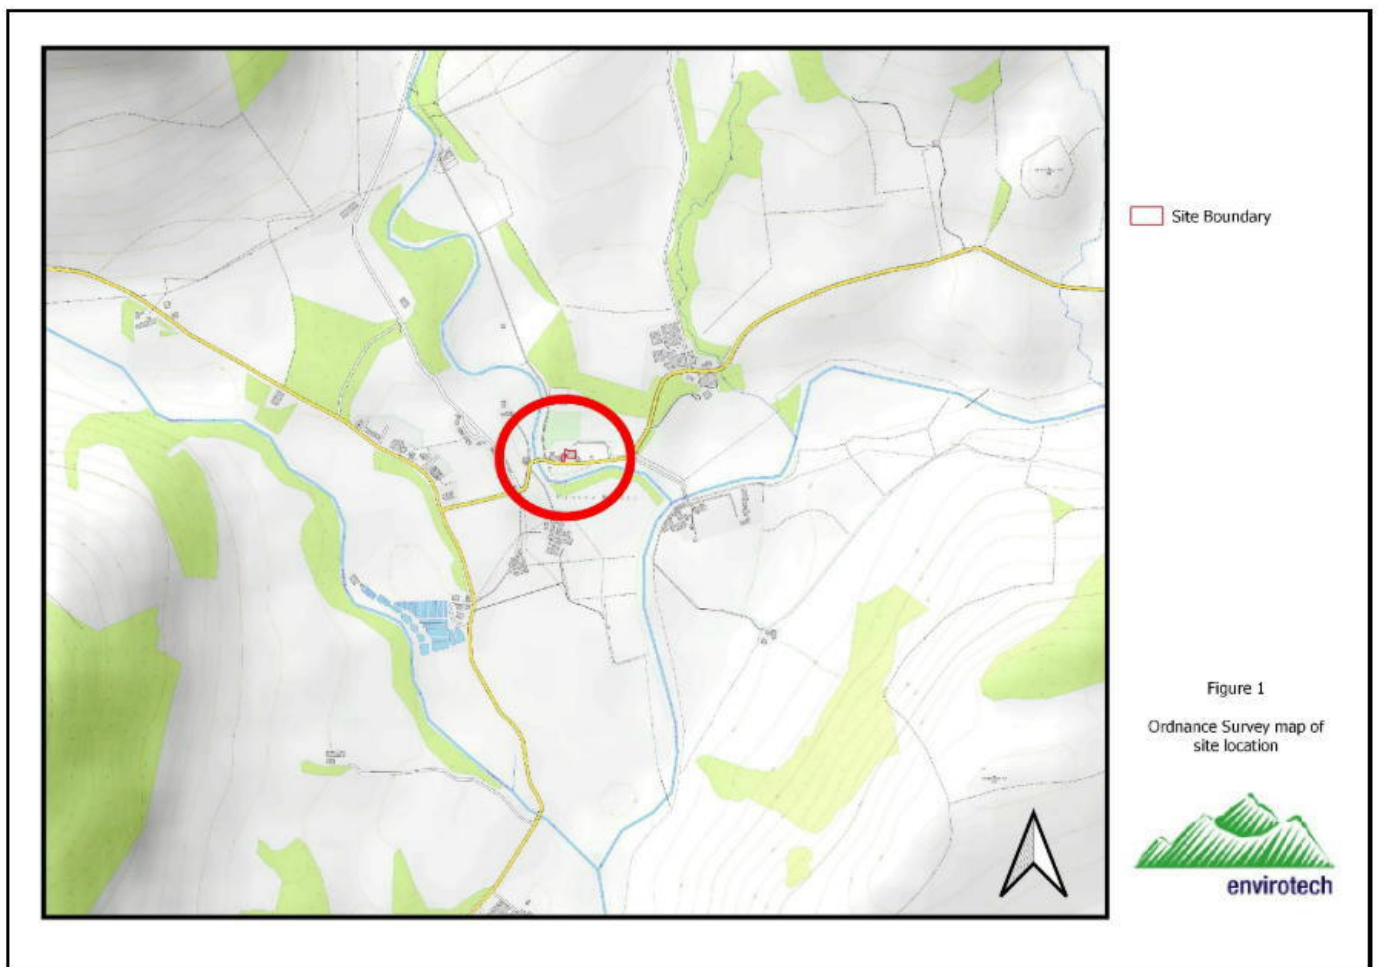 Site Boundary
Figure 1
Ordnance Survey map of
site location
envirotech